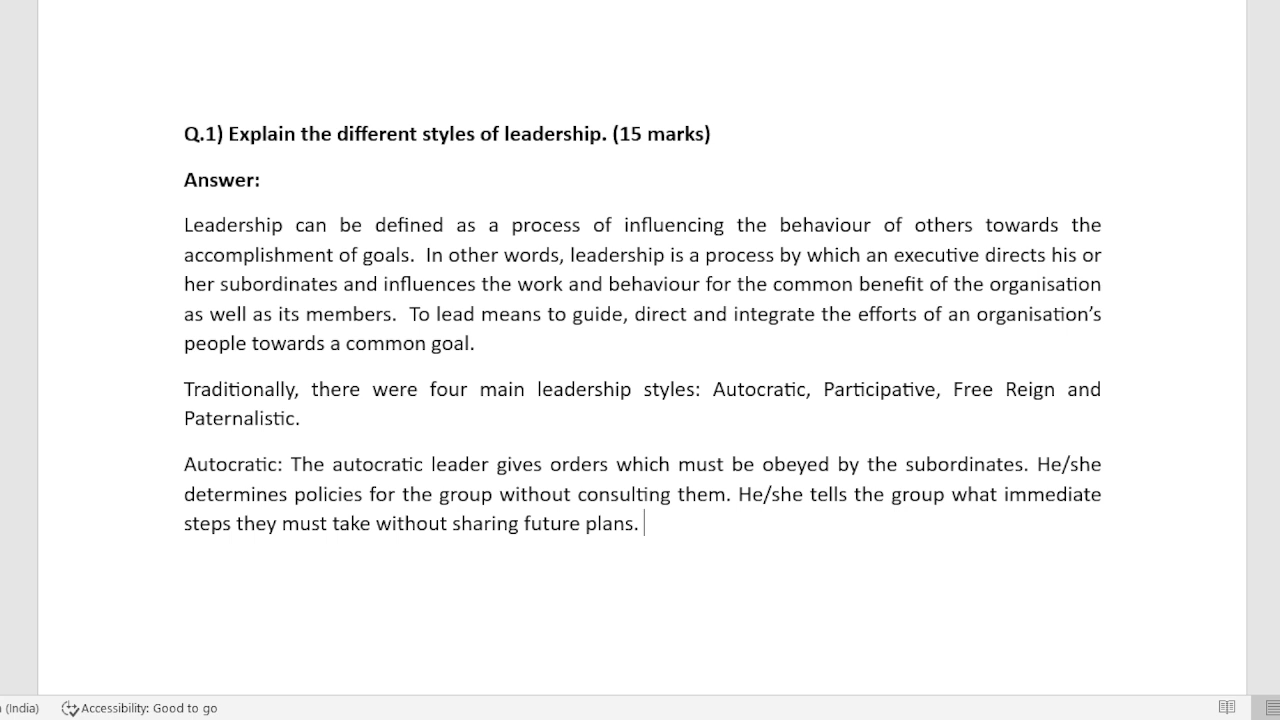 Q.1) Explain the different styles of leadership. (15 marks)
Answer:
Leadership can be defined as a process of influencing the behaviour of others towards the
accomplishment of goals.  In other words, leadership is a process by which an executive directs his or
her subordinates and influences the work and behaviour for the common benefit of the organisation
as well as its members.  To lead means to guide, direct and integrate the efforts of an organisation’s
people towards a common goal.
Traditionally, there were four main leadership styles: Autocratic, Participative, Free Reign and
Paternalistic.
Autocratic: The autocratic leader gives orders which must be obeyed by the subordinates. He/she
determines policies for the group without consulting them. He/she tells the group what immediate
steps they must take without sharing future plans.
(India) Accessibility: Good to go